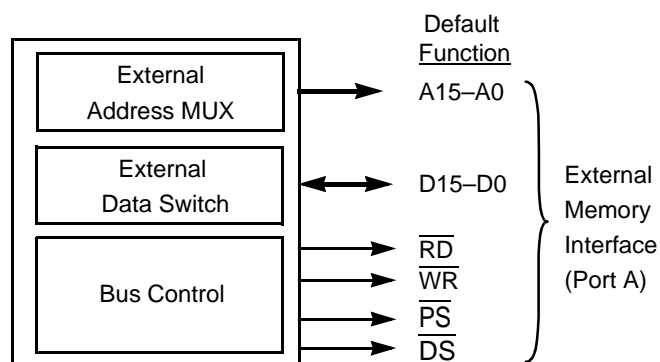 Default
Function
External
Address MUX
A15–A0
External
Data Switch
D15–D0
Bus Control
RD
WR
PS
DS
External
Memory
Interface
(Port A)